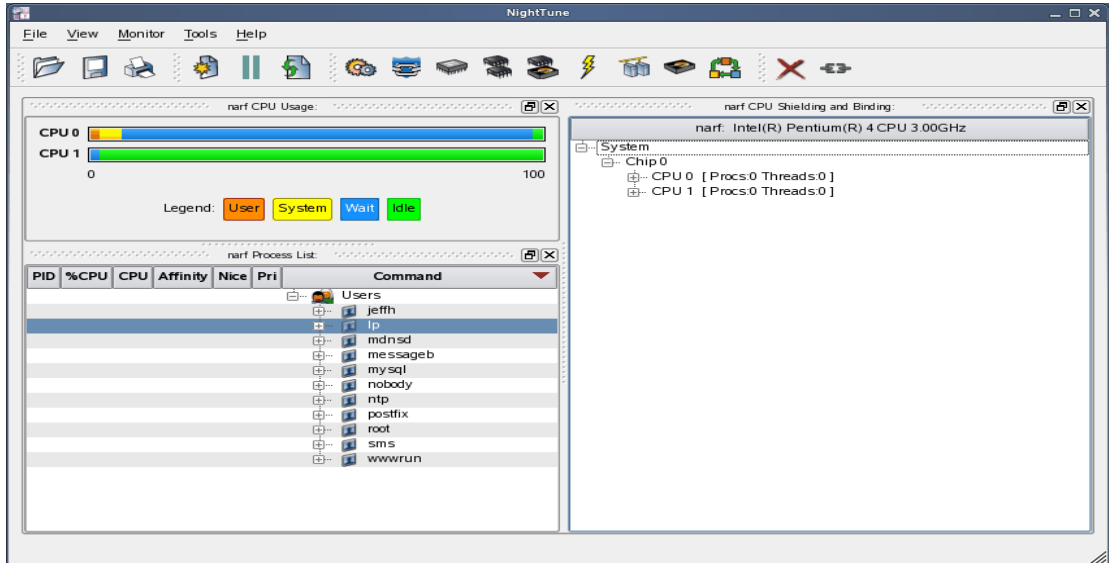 NightTune
File View Monitor Tools Help
narf CPU Usage:
CPU 0
CPU 1
0 100
Legend: User System Wait Idle
narf Process List:
PID %CPU CPU Affinity Nice Pri Command
Users
jeffh
lp
mdnsd
messageb
mysql
nobody
ntp
postfix
root
sms
wwwrun
narf CPU Shielding and Binding:
narf: Intel(R) Pentium(R) 4 CPU 3.00GHz
System
Chip 0
CPU 0 [ Procs:0 Threads:0 ]
CPU 1 [ Procs:0 Threads:0 ]